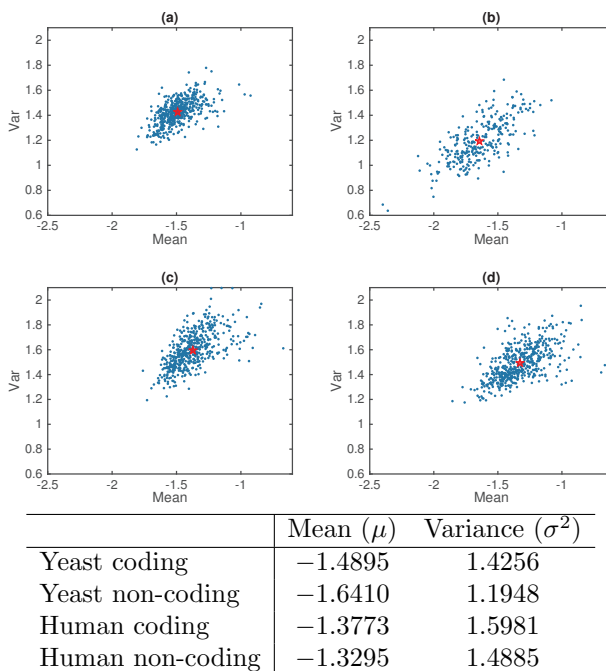 (a)
Var
2
1.8
1.6
1.4
1.2
1
0.8
0.6
-2.5 -2 -1.5 -1
Mean
(b)
Var
2
1.8
1.6
1.4
1.2
1
0.8
0.6
-2.5 -2 -1.5 -1
Mean
(c)
Var
2
1.8
1.6
1.4
1.2
1
0.8
0.6
-2.5 -2 -1.5 -1
Mean
(d)
Var
2
1.8
1.6
1.4
1.2
1
0.8
0.6
-2.5 -2 -1.5 -1
Mean
Mean (μ) Variance (σ²)
Yeast coding −1.4895 1.4256
Yeast non-coding −1.6410 1.1948
Human coding −1.3773 1.5981
Human non-coding −1.3295 1.4885